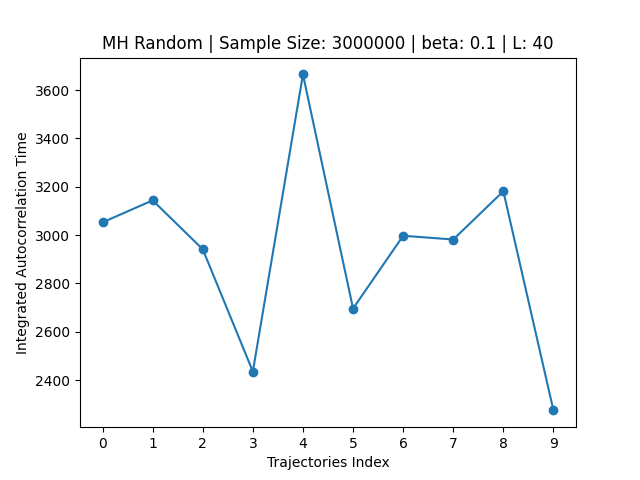 MH Random | Sample Size: 3000000 | beta: 0.1 | L: 40
Integrated Autocorrelation Time
3600
3400
3200
3000
2800
2600
2400
0 1 2 3 4 5 6 7 8 9
Trajectories Index